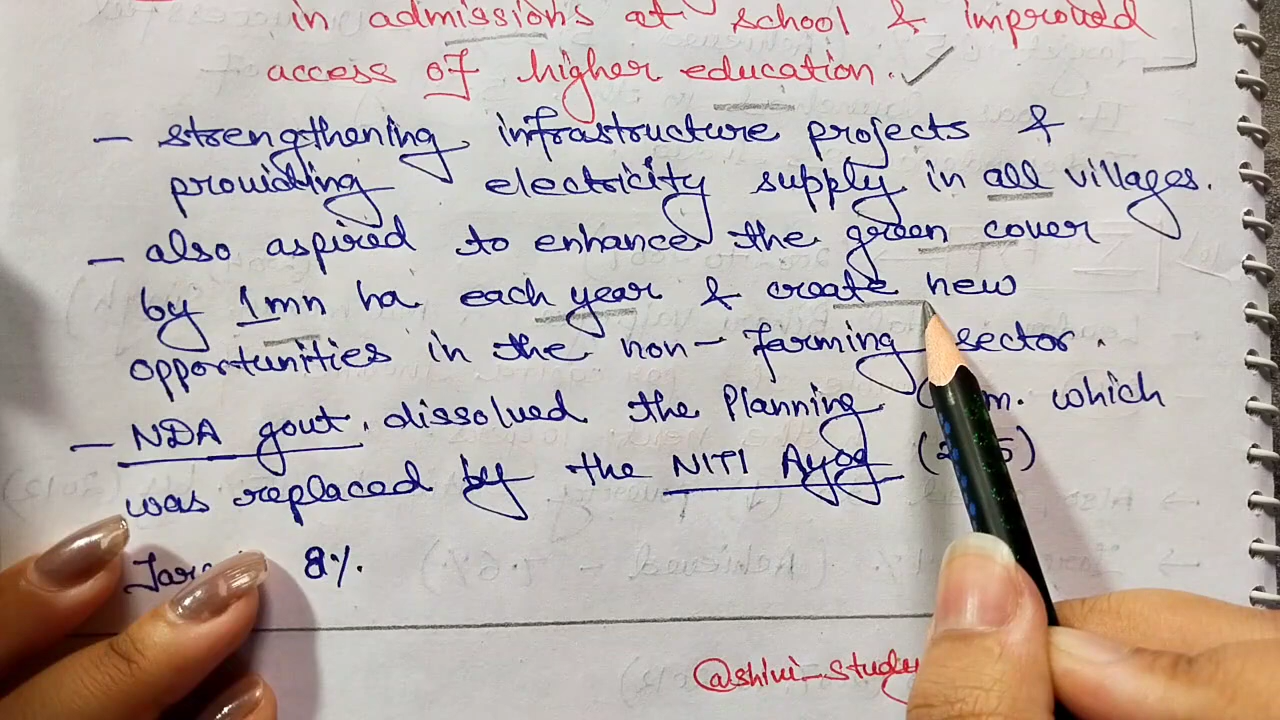 in admissions at school & improved
access of higher education.
- strengthening infrastructure projects &
providing electricity supply in all villages.
- also aspired to enhance the green cover
by 1mn ha each year & create new
opportunities in the non-farming sector.
- NDA govt. dissolved the Planning which
was replaced by the NITI Ayog
8%.
@shivi_study